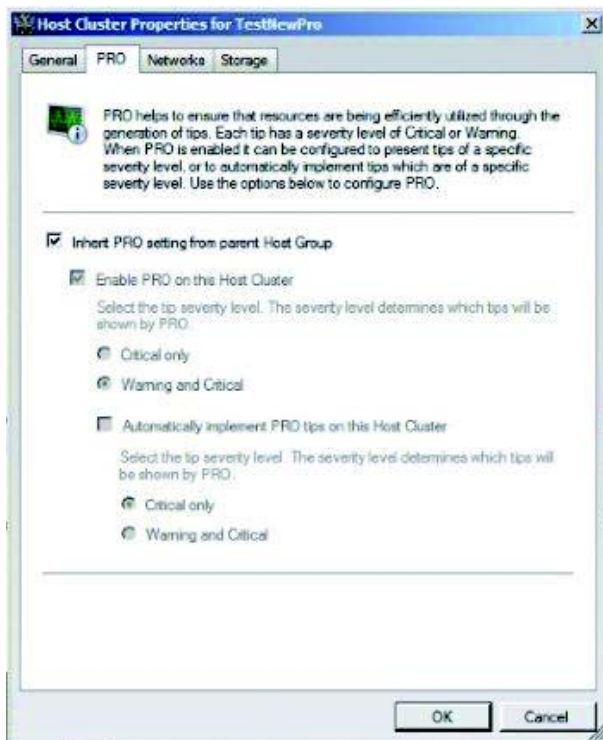 Host Cluster Properties for TestNewPro
General PRO Networks Storage
PRO helps to ensure that resources are being efficiently utilized through the
generation of tips. Each tip has a severity level of Critical or Warning.
When PRO is enabled it can be configured to present tips of a specific
severity level, or to automatically implement tips which are of a specific
severity level. Use the options below to configure PRO.
Inherit PRO setting from parent Host Group
Enable PRO on this Host Cluster
Select the tip severity level. The severity level determines which tips will be
shown by PRO.
Critical only
Warning and Critical
Automatically implement PRO tips on this Host Cluster
Select the tip severity level. The severity level determines which tips will
be shown by PRO.
Critical only
Warning and Critical
OK Cancel